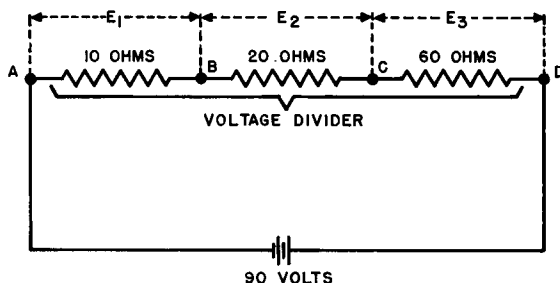 E1 E2 E3
10 OHMS 20 OHMS 60 OHMS
A B C D
VOLTAGE DIVIDER
90 VOLTS